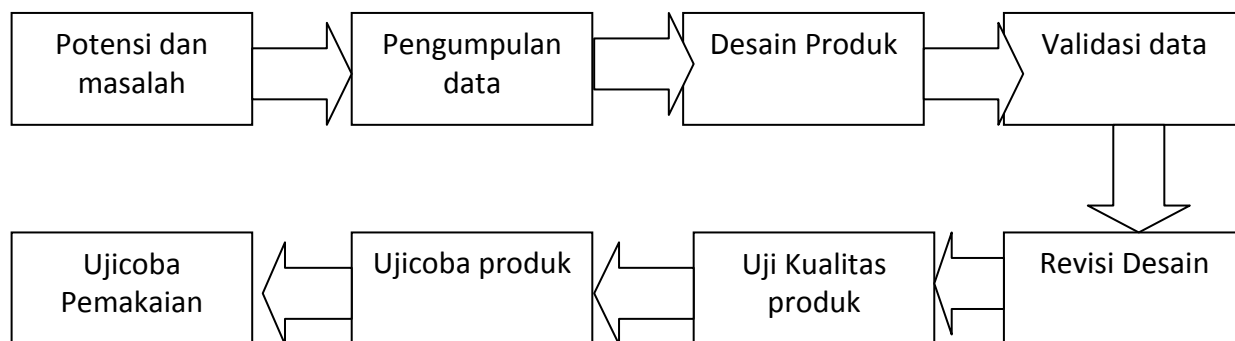 Potensi dan
masalah
Pengumpulan
data
Desain Produk
Validasi data
Revisi Desain
Uji Kualitas
produk
Ujicoba produk
Ujicoba
Pemakaian